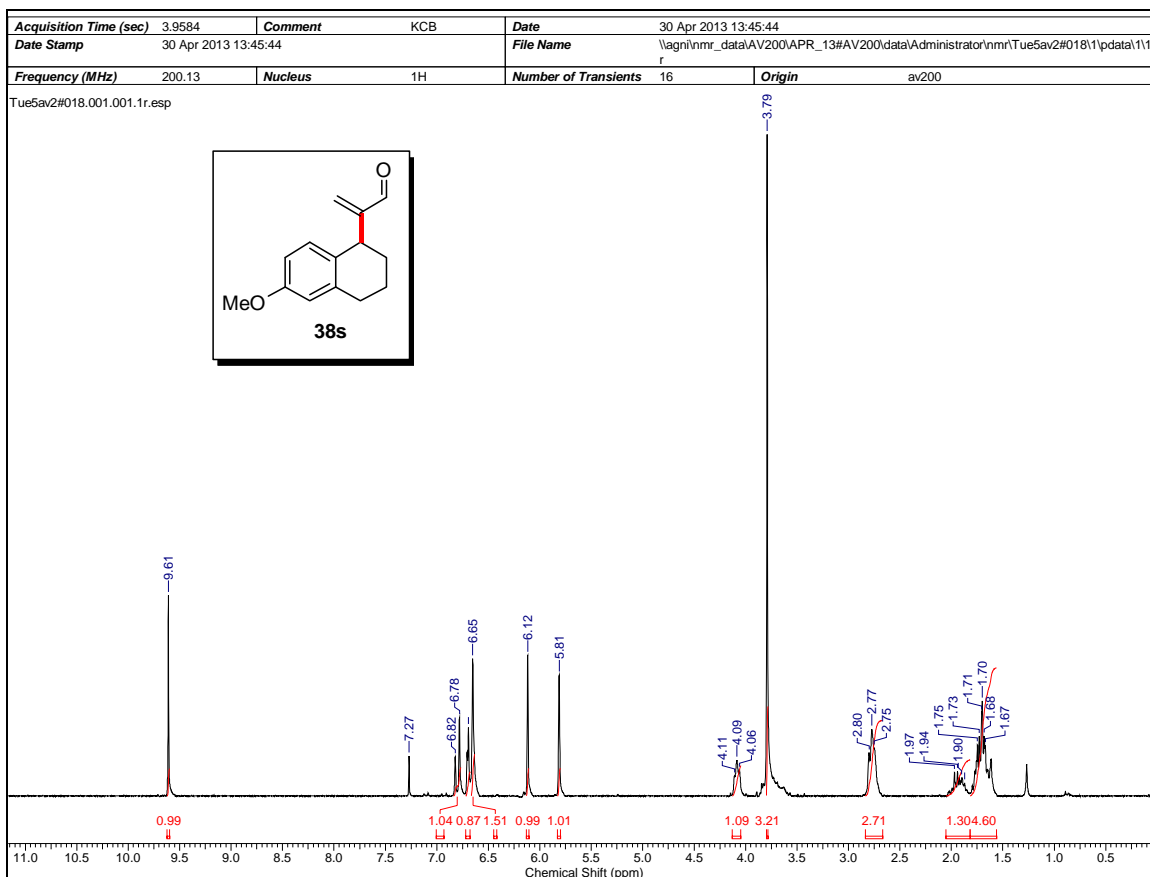 Acquisition Time (sec) 3.9584 Comment KCB Date 30 Apr 2013 13:45:44
Date Stamp 30 Apr 2013 13:45:44 File Name \\agni\nmr_data\AV200\APR_13#AV200\data\Administrator\nmr\Tue5av2#018\1\pdata\1\1
r
Frequency (MHz) 200.13 Nucleus 1H Number of Transients 16 Origin av200
Tue5av2#018.001.001.1r.esp
O
MeO
38s
9.61
7.27
6.82
6.78
6.65
6.12
5.81
4.11
4.09
4.06
3.79
2.80
2.77
2.75
1.97
1.94
1.90
1.75
1.73
1.71
1.70
1.68
1.67
0.99 1.04 0.87 1.51 0.99 1.01 1.09 3.21 2.71 1.30 4.60
11.0 10.5 10.0 9.5 9.0 8.5 8.0 7.5 7.0 6.5 6.0 5.5 5.0 4.5 4.0 3.5 3.0 2.5 2.0 1.5 1.0 0.5
Chemical Shift (ppm)